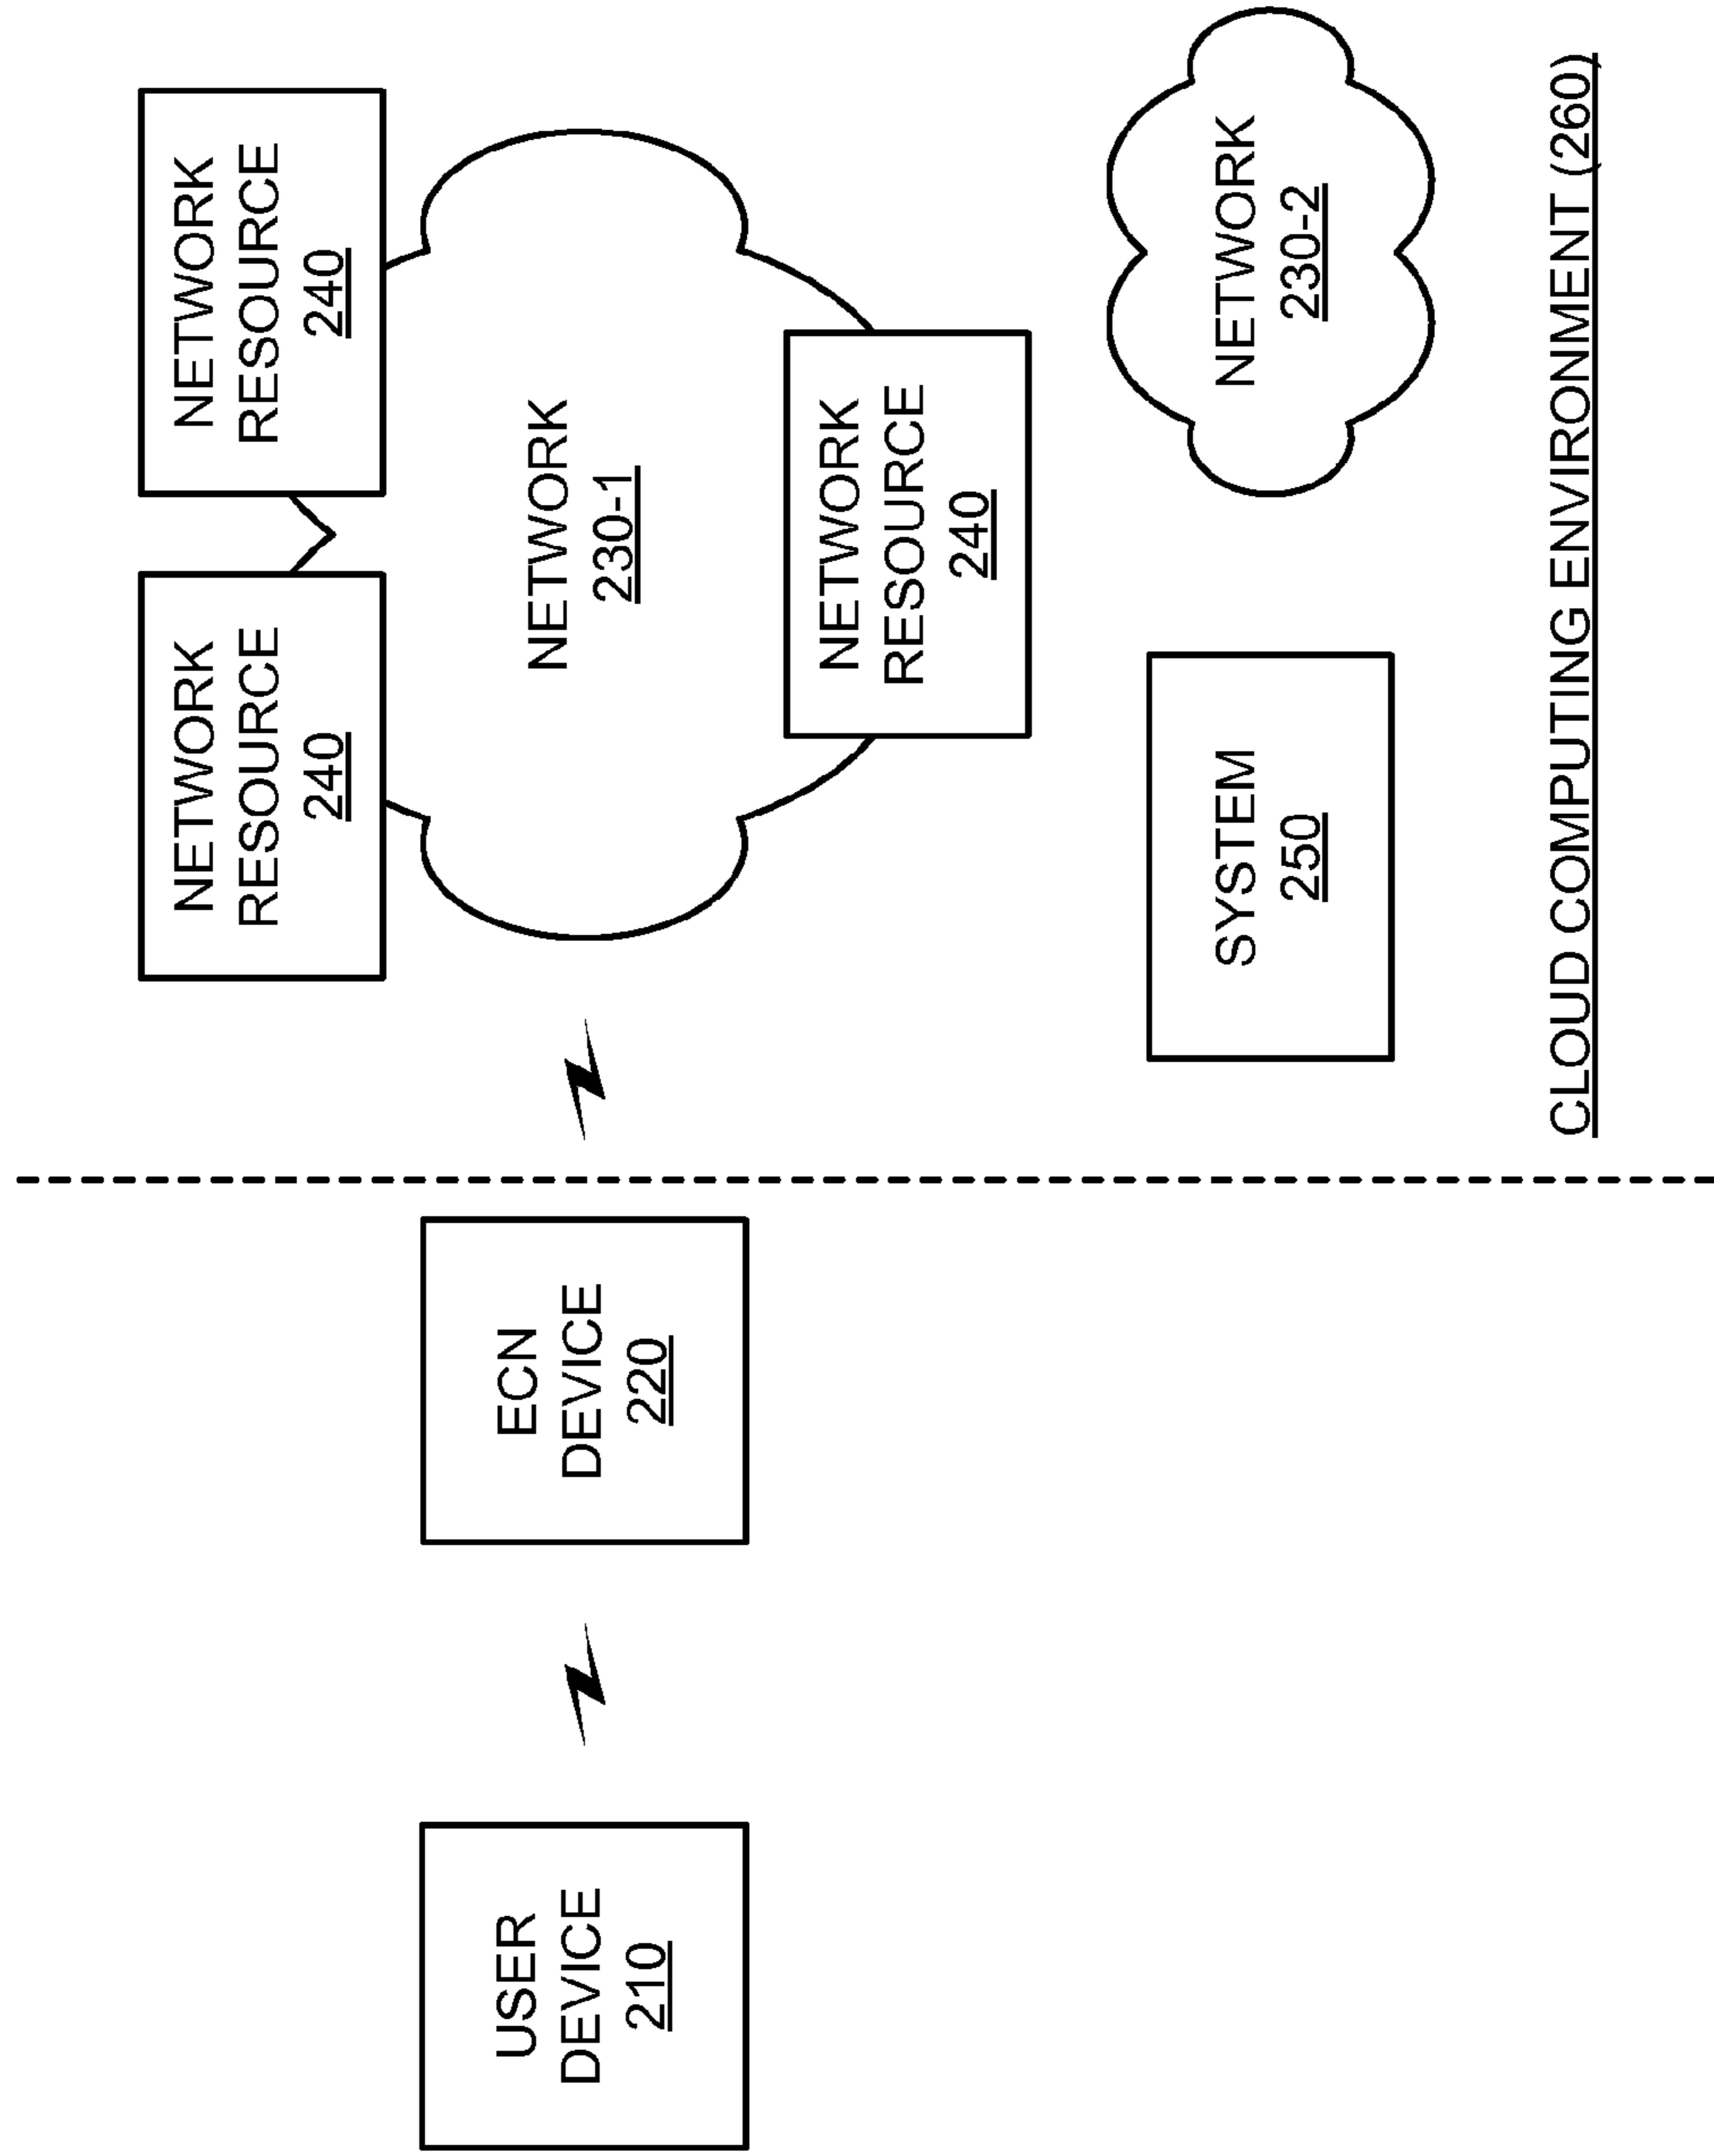 NETWORK
RESOURCE
240
NETWORK
RESOURCE
240
USER
DEVICE
210
ECN
DEVICE
220
NETWORK
230-1
NETWORK
RESOURCE
240
SYSTEM
250
NETWORK
230-2
CLOUD COMPUTING ENVIRONMENT (260)